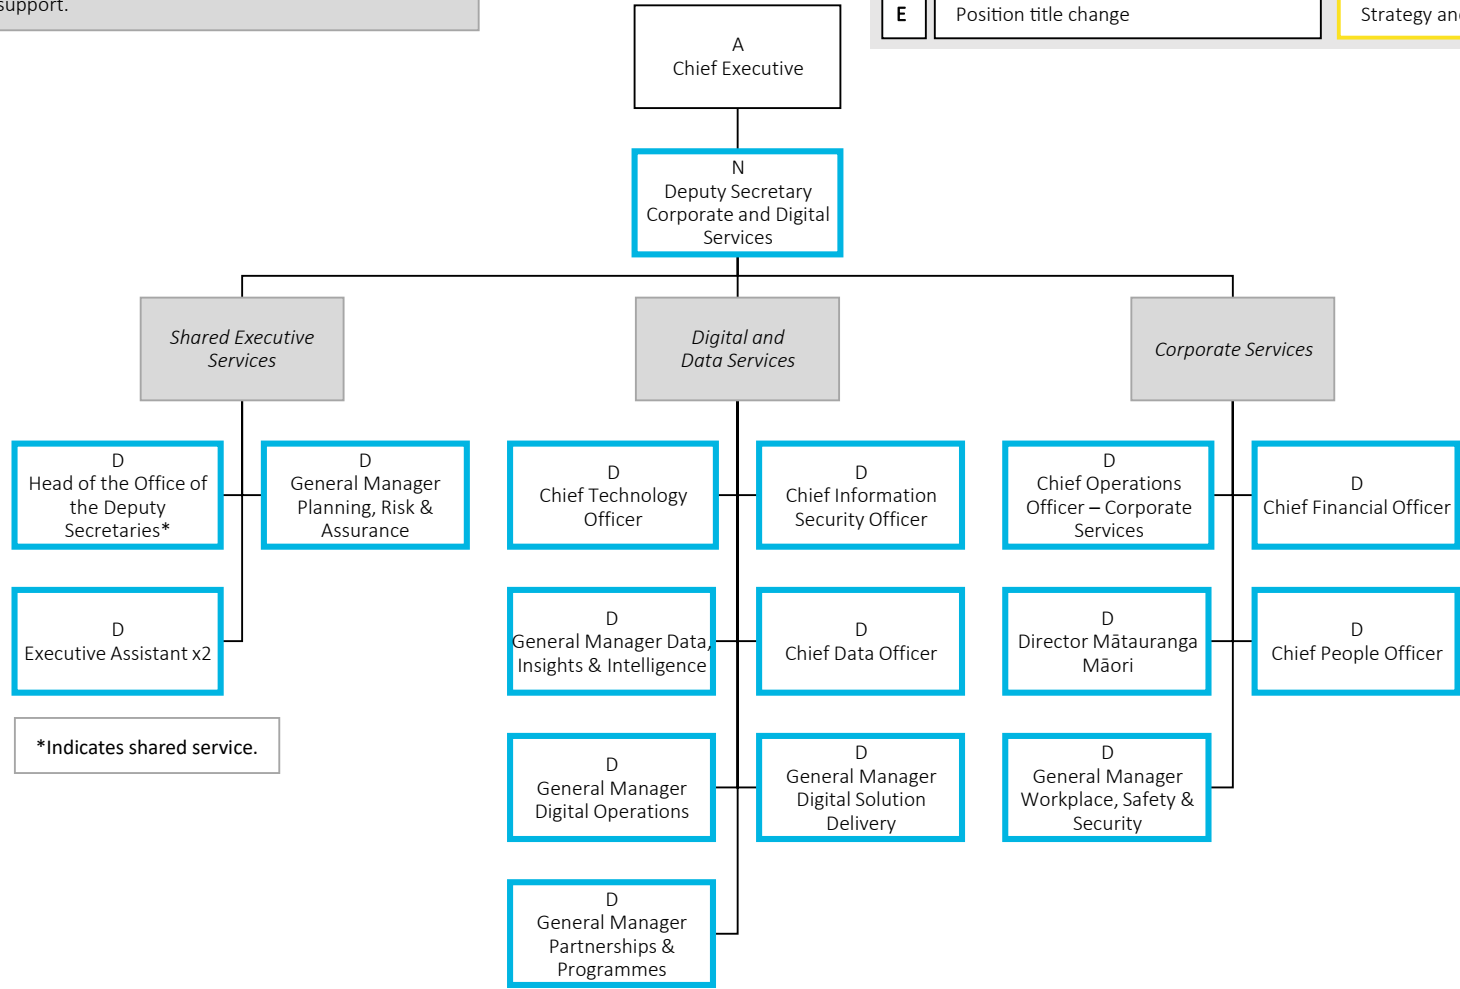 support.
E
Position title change
Strategy and
A
Chief Executive
N
Deputy Secretary
Corporate and Digital
Services
Shared Executive
Services
Digital and
Data Services
Corporate Services
D
Head of the Office of
the Deputy
Secretaries*
D
General Manager
Planning, Risk &
Assurance
D
Chief Technology
Officer
D
Chief Information
Security Officer
D
Chief Operations
Officer – Corporate
Services
D
Chief Financial Officer
D
Executive Assistant x2
D
General Manager Data,
Insights & Intelligence
D
Chief Data Officer
D
Director Mātauranga
Māori
D
Chief People Officer
*Indicates shared service.
D
General Manager
Digital Operations
D
General Manager
Digital Solution
Delivery
D
General Manager
Workplace, Safety &
Security
D
General Manager
Partnerships &
Programmes